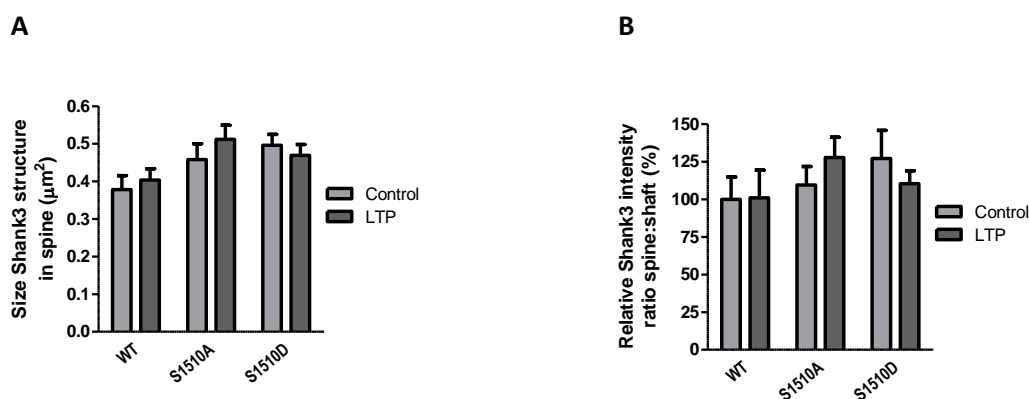 A
Size Shank3 structure
in spine (μm²)
0.6
0.5
0.4
0.3
0.2
0.1
0.0
WT
S1510A
S1510D
Control
LTP
B
Relative Shank3 intensity
ratio spine:shaft (%)
150
125
100
75
50
25
0
WT
S1510A
S1510D
Control
LTP